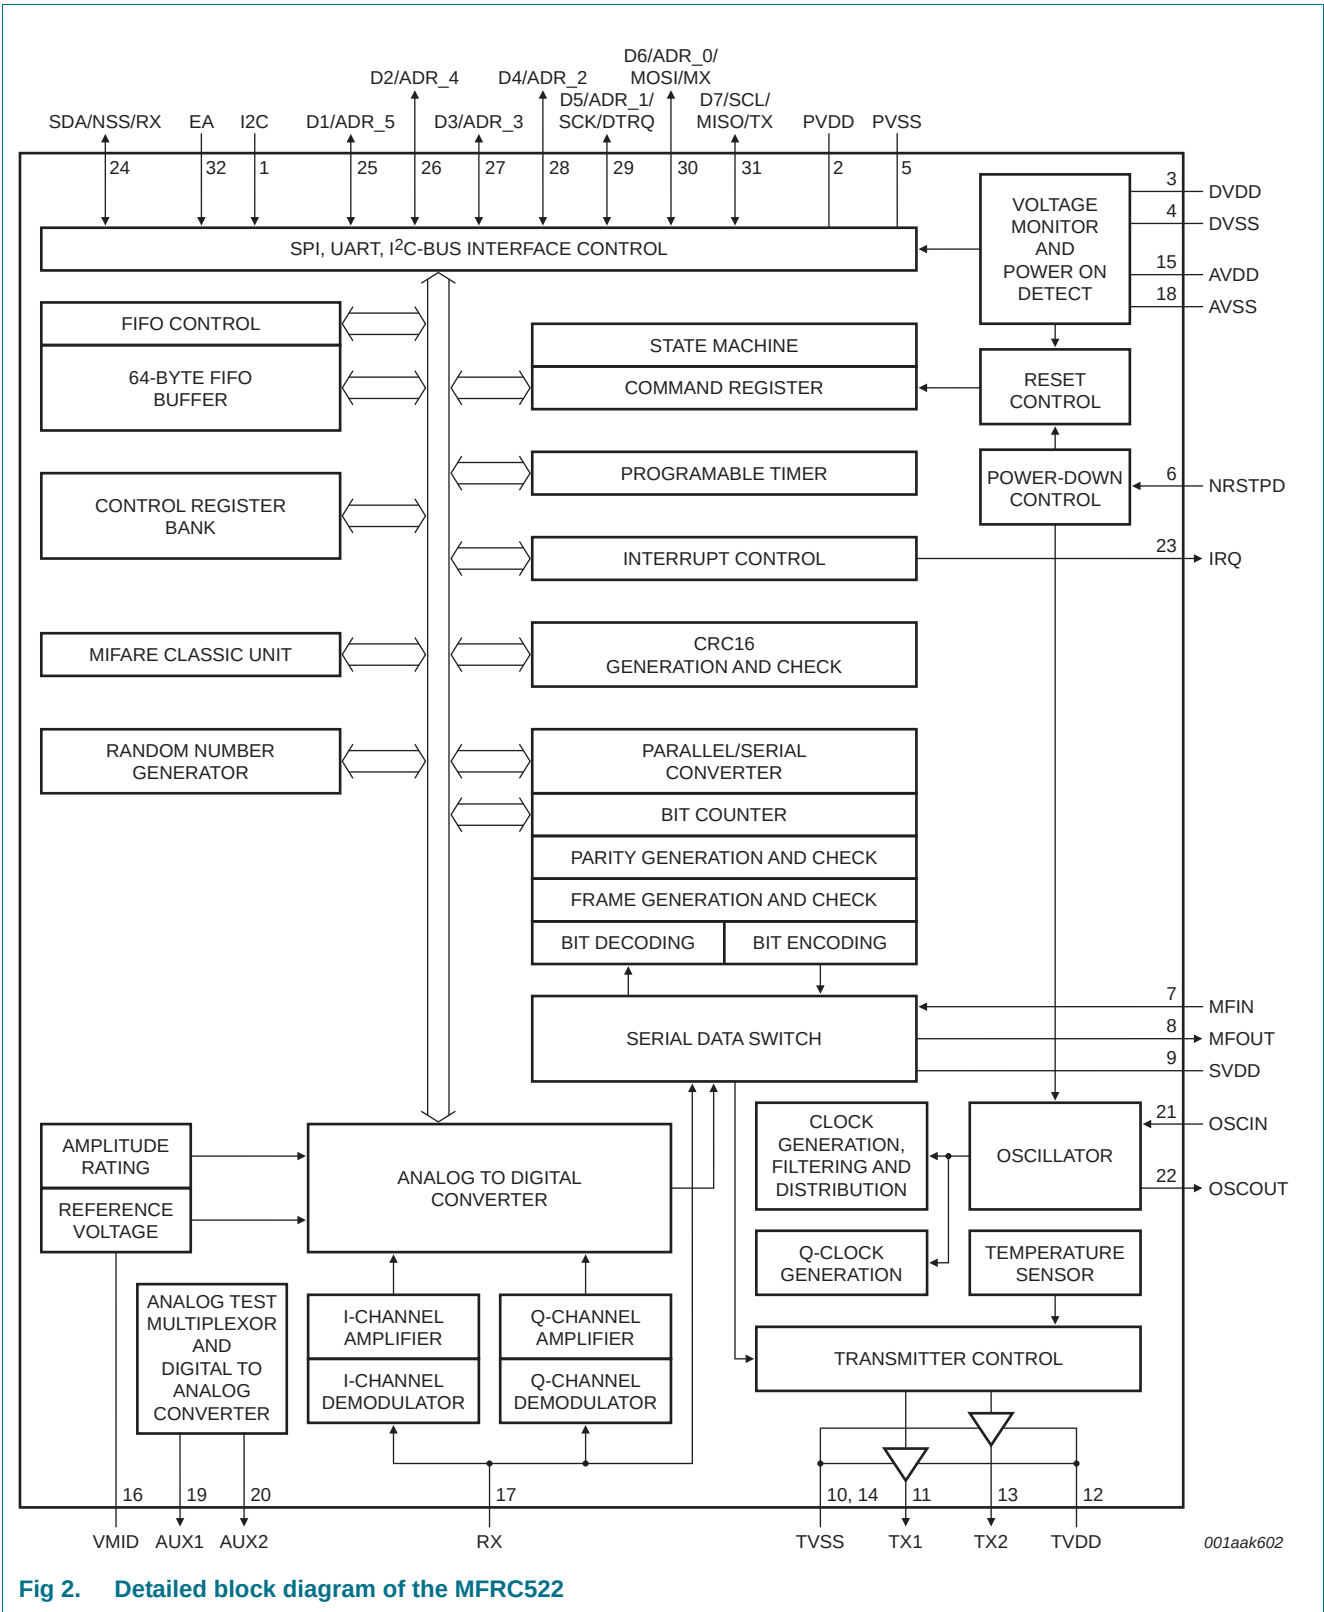 D6/ADR_0/
D2/ADR_4 D4/ADR_2 MOSI/MX
D5/ADR_1/ D7/SCL/
SDA/NSS/RX EA I2C D1/ADR_5 D3/ADR_3 SCK/DTRQ MISO/TX PVDD PVSS
24 32 1 25 26 27 28 29 30 31 2 5
SPI, UART, I²C-BUS INTERFACE CONTROL
VOLTAGE
MONITOR
AND
POWER ON
DETECT
3 DVDD
4 DVSS
15 AVDD
18 AVSS
FIFO CONTROL
64-BYTE FIFO
BUFFER
STATE MACHINE
COMMAND REGISTER
RESET
CONTROL
PROGRAMABLE TIMER
POWER-DOWN
CONTROL
6 NRSTPD
CONTROL REGISTER
BANK
INTERRUPT CONTROL
23 IRQ
MIFARE CLASSIC UNIT
CRC16
GENERATION AND CHECK
RANDOM NUMBER
GENERATOR
PARALLEL/SERIAL
CONVERTER
BIT COUNTER
PARITY GENERATION AND CHECK
FRAME GENERATION AND CHECK
BIT DECODING BIT ENCODING
SERIAL DATA SWITCH
7 MFIN
8 MFOUT
9 SVDD
AMPLITUDE
RATING
REFERENCE
VOLTAGE
ANALOG TO DIGITAL
CONVERTER
CLOCK
GENERATION,
FILTERING AND
DISTRIBUTION
OSCILLATOR
21 OSCIN
22 OSCOUT
Q-CLOCK
GENERATION
TEMPERATURE
SENSOR
ANALOG TEST
MULTIPLEXOR
AND
DIGITAL TO
ANALOG
CONVERTER
I-CHANNEL
AMPLIFIER
I-CHANNEL
DEMODULATOR
Q-CHANNEL
AMPLIFIER
Q-CHANNEL
DEMODULATOR
TRANSMITTER CONTROL
16 19 20 17 10, 14 11 13 12
VMID AUX1 AUX2 RX TVSS TX1 TX2 TVDD
001aak602
Fig 2. Detailed block diagram of the MFRC522